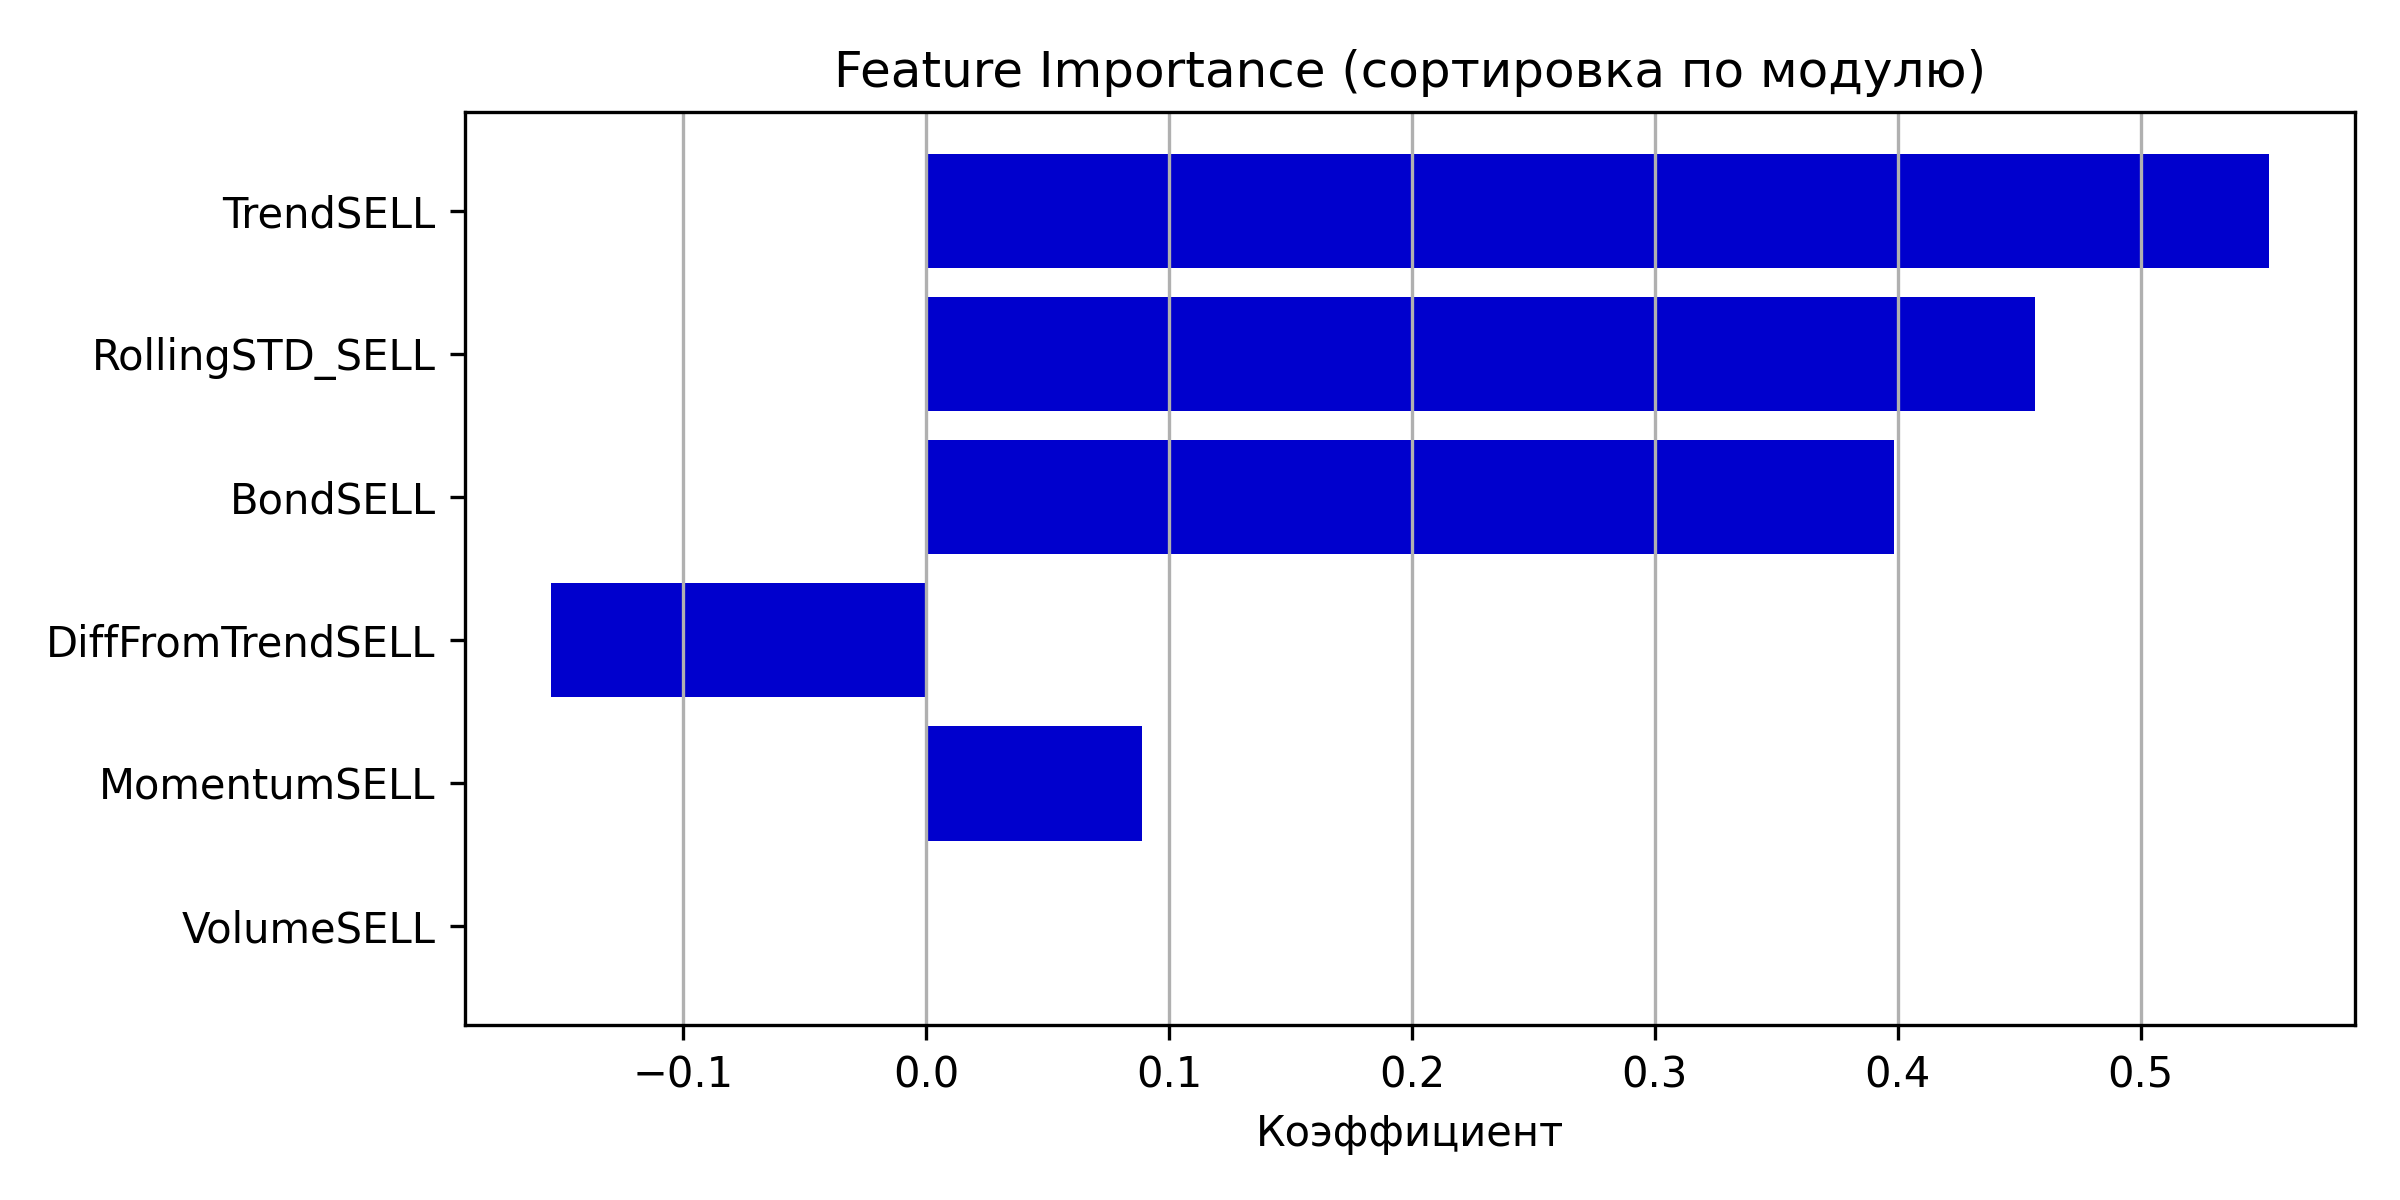 Feature Importance (сортировка по модулю)
TrendSELL
RollingSTD_SELL
BondSELL
DiffFromTrendSELL
MomentumSELL
VolumeSELL
−0.1 0.0 0.1 0.2 0.3 0.4 0.5
Коэффициент